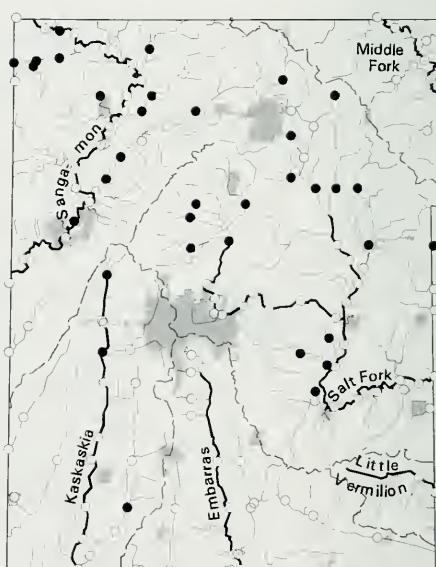 Middle
Fork
Sanga-
mon
Salt Fork
Kaskaskia
Embarras
Little
Vermilion